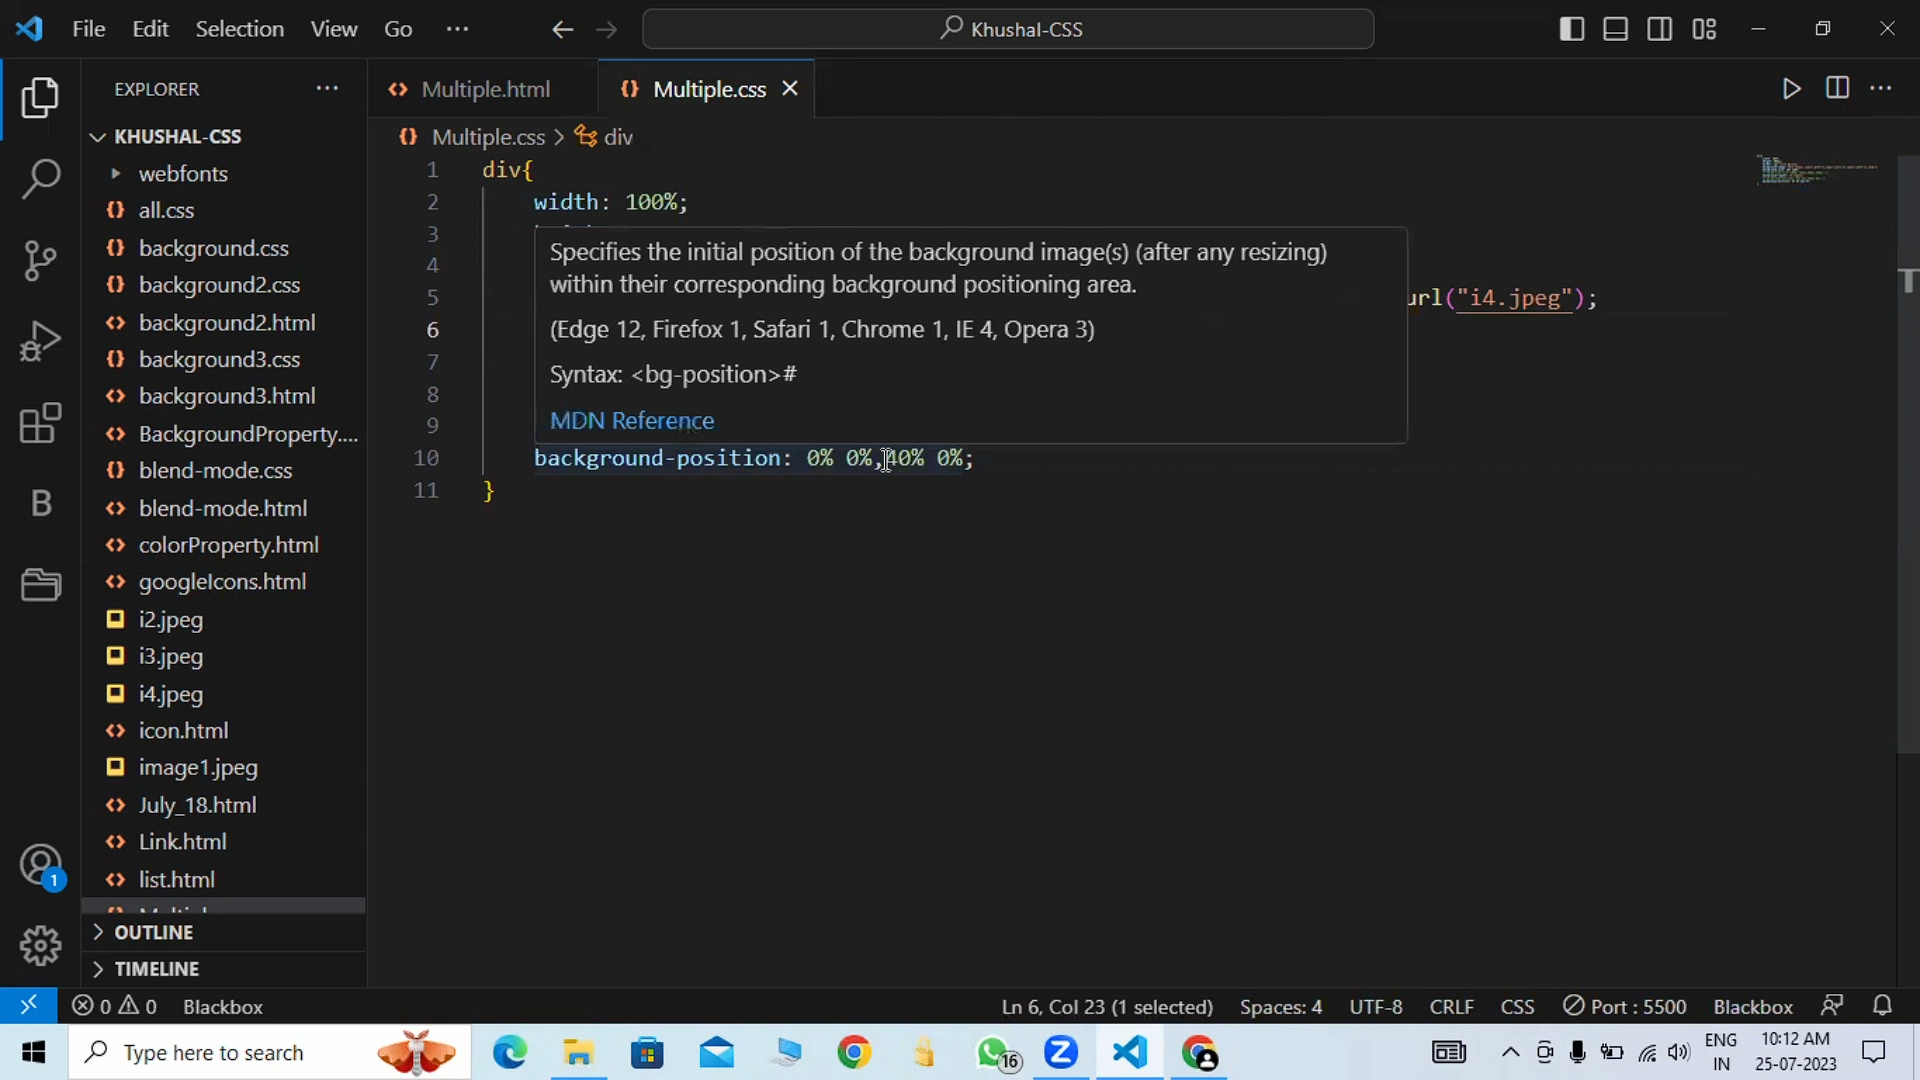 File Edit Selection View Go ··· Khushal-CSS
EXPLORER ···
KHUSHAL-CSS
webfonts
all.css
background.css
background2.css
background2.html
background3.css
background3.html
BackgroundProperty....
blend-mode.css
blend-mode.html
colorProperty.html
googleIcons.html
i2.jpeg
i3.jpeg
i4.jpeg
icon.html
image1.jpeg
July_18.html
Link.html
list.html
OUTLINE
TIMELINE
Multiple.html Multiple.css
Multiple.css > div
1 div{
2 width: 100%;
3
4
5 url("i4.jpeg");
6
7
8
9
10 background-position: 0% 0%,40% 0%;
11 }
Specifies the initial position of the background image(s) (after any resizing)
within their corresponding background positioning area.
(Edge 12, Firefox 1, Safari 1, Chrome 1, IE 4, Opera 3)
Syntax: <bg-position>#
MDN Reference
B
1
0 0 Blackbox Ln 6, Col 23 (1 selected) Spaces: 4 UTF-8 CRLF CSS Port : 5500 Blackbox
Type here to search
16
ENG
IN
10:12 AM
25-07-2023